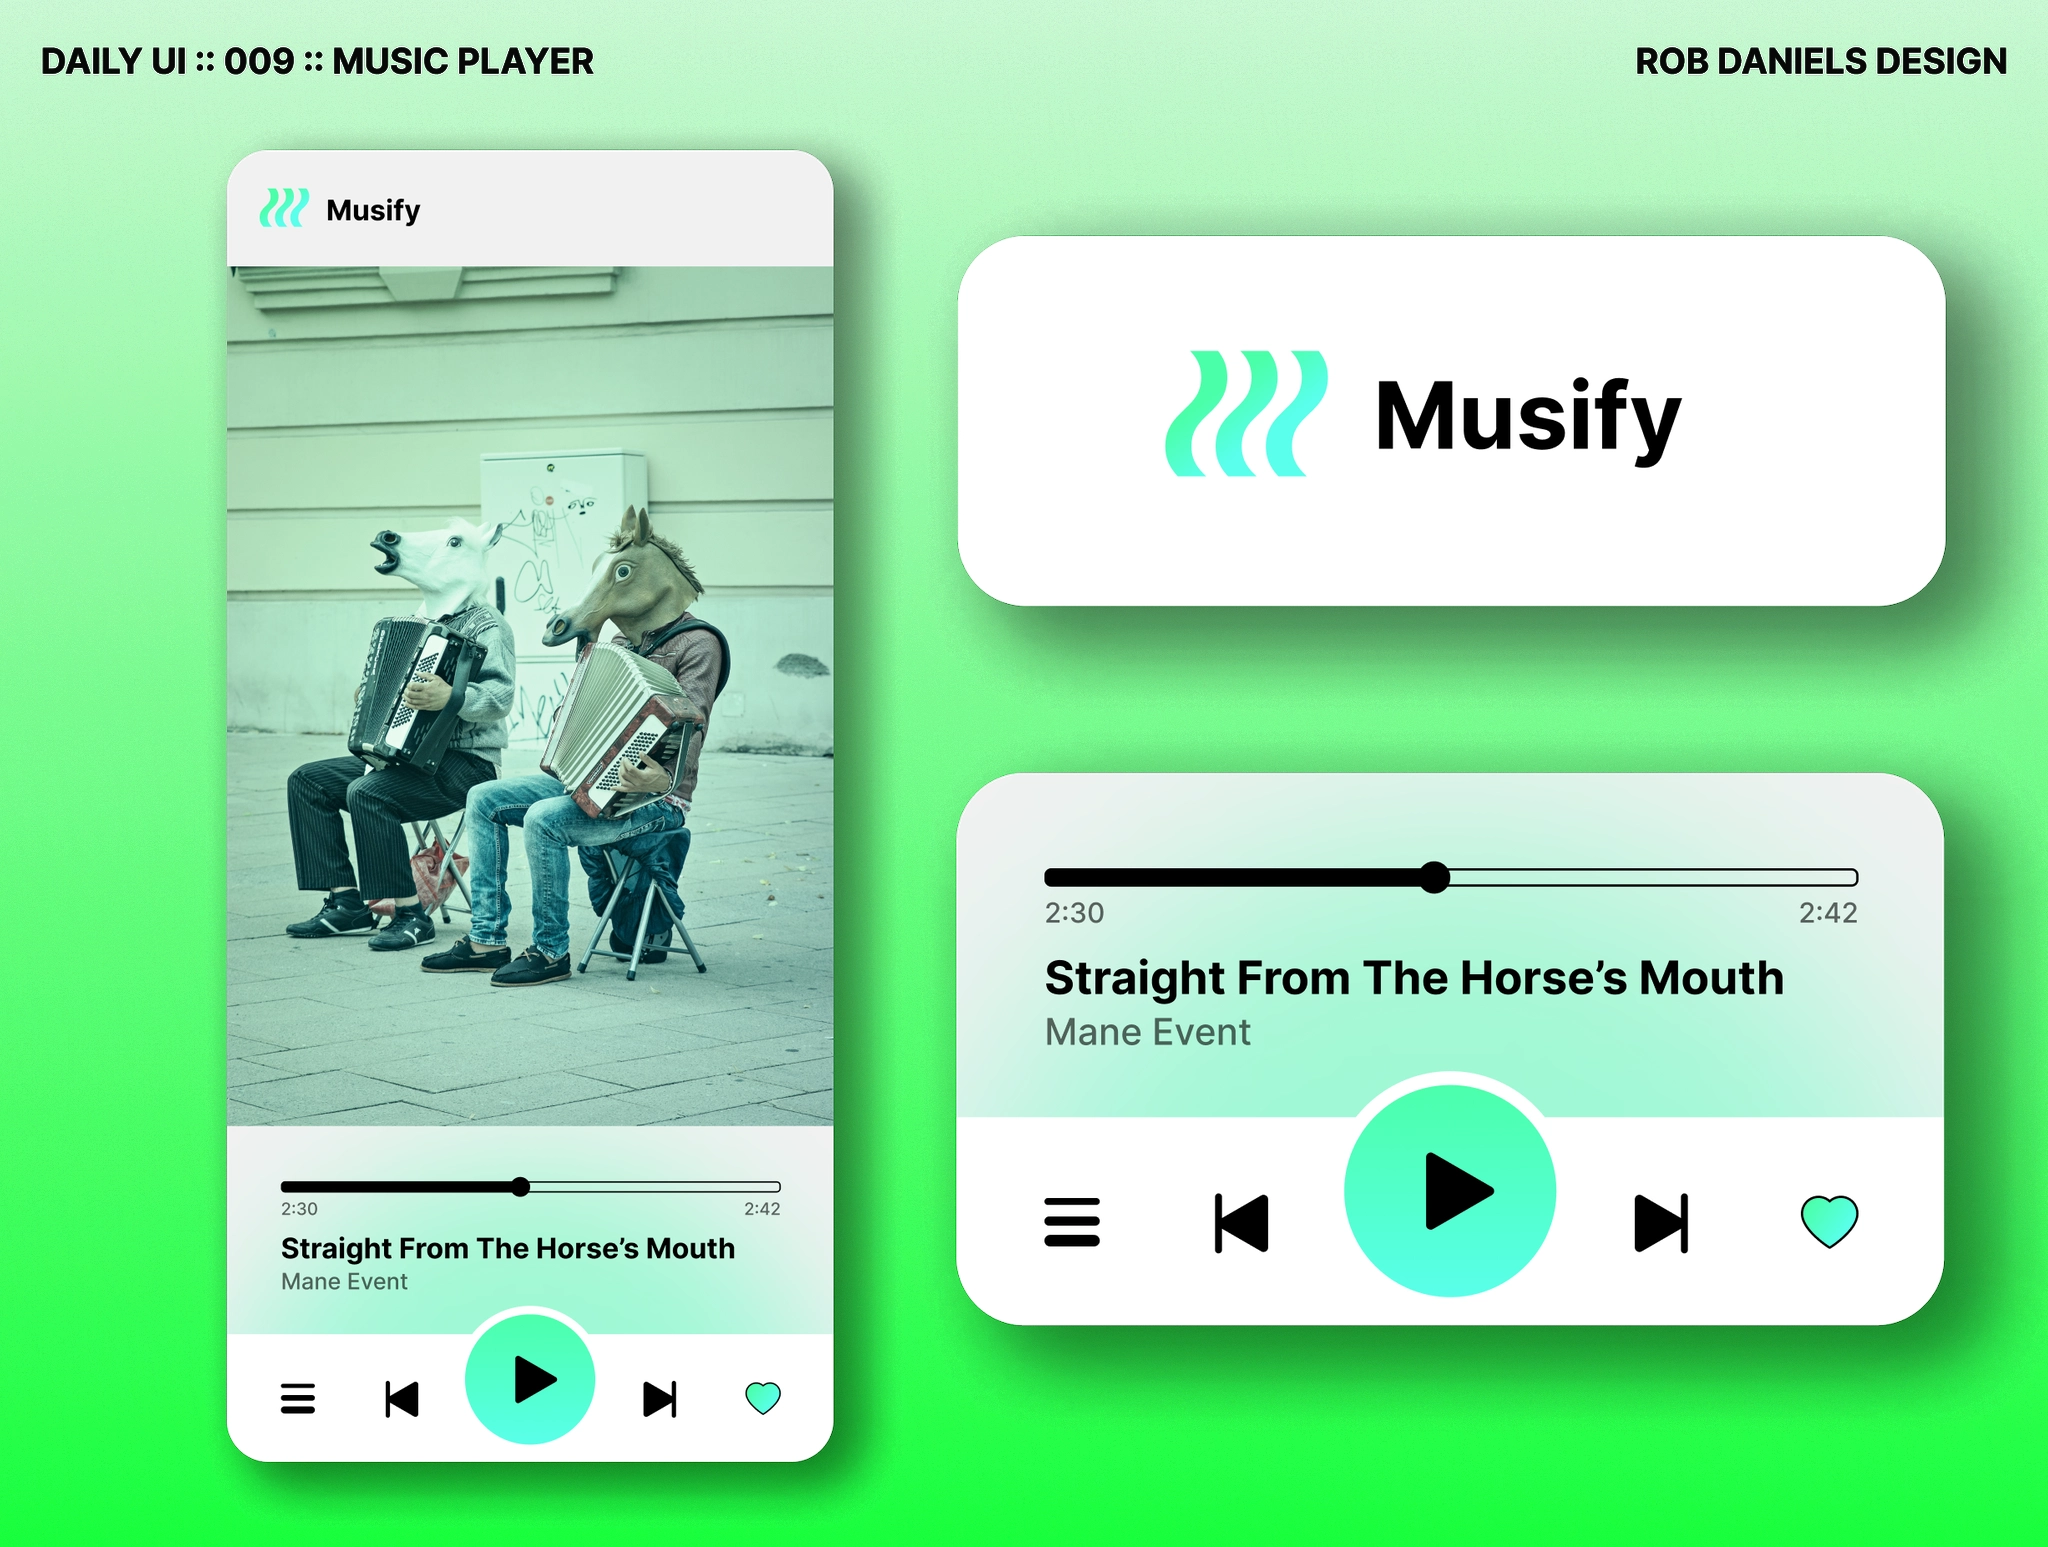 DAILY UI :: 009 :: MUSIC PLAYER
ROB DANIELS DESIGN
Musify
2:30
2:42
Straight From The Horse’s Mouth
Mane Event
Musify
2:30
2:42
Straight From The Horse’s Mouth
Mane Event